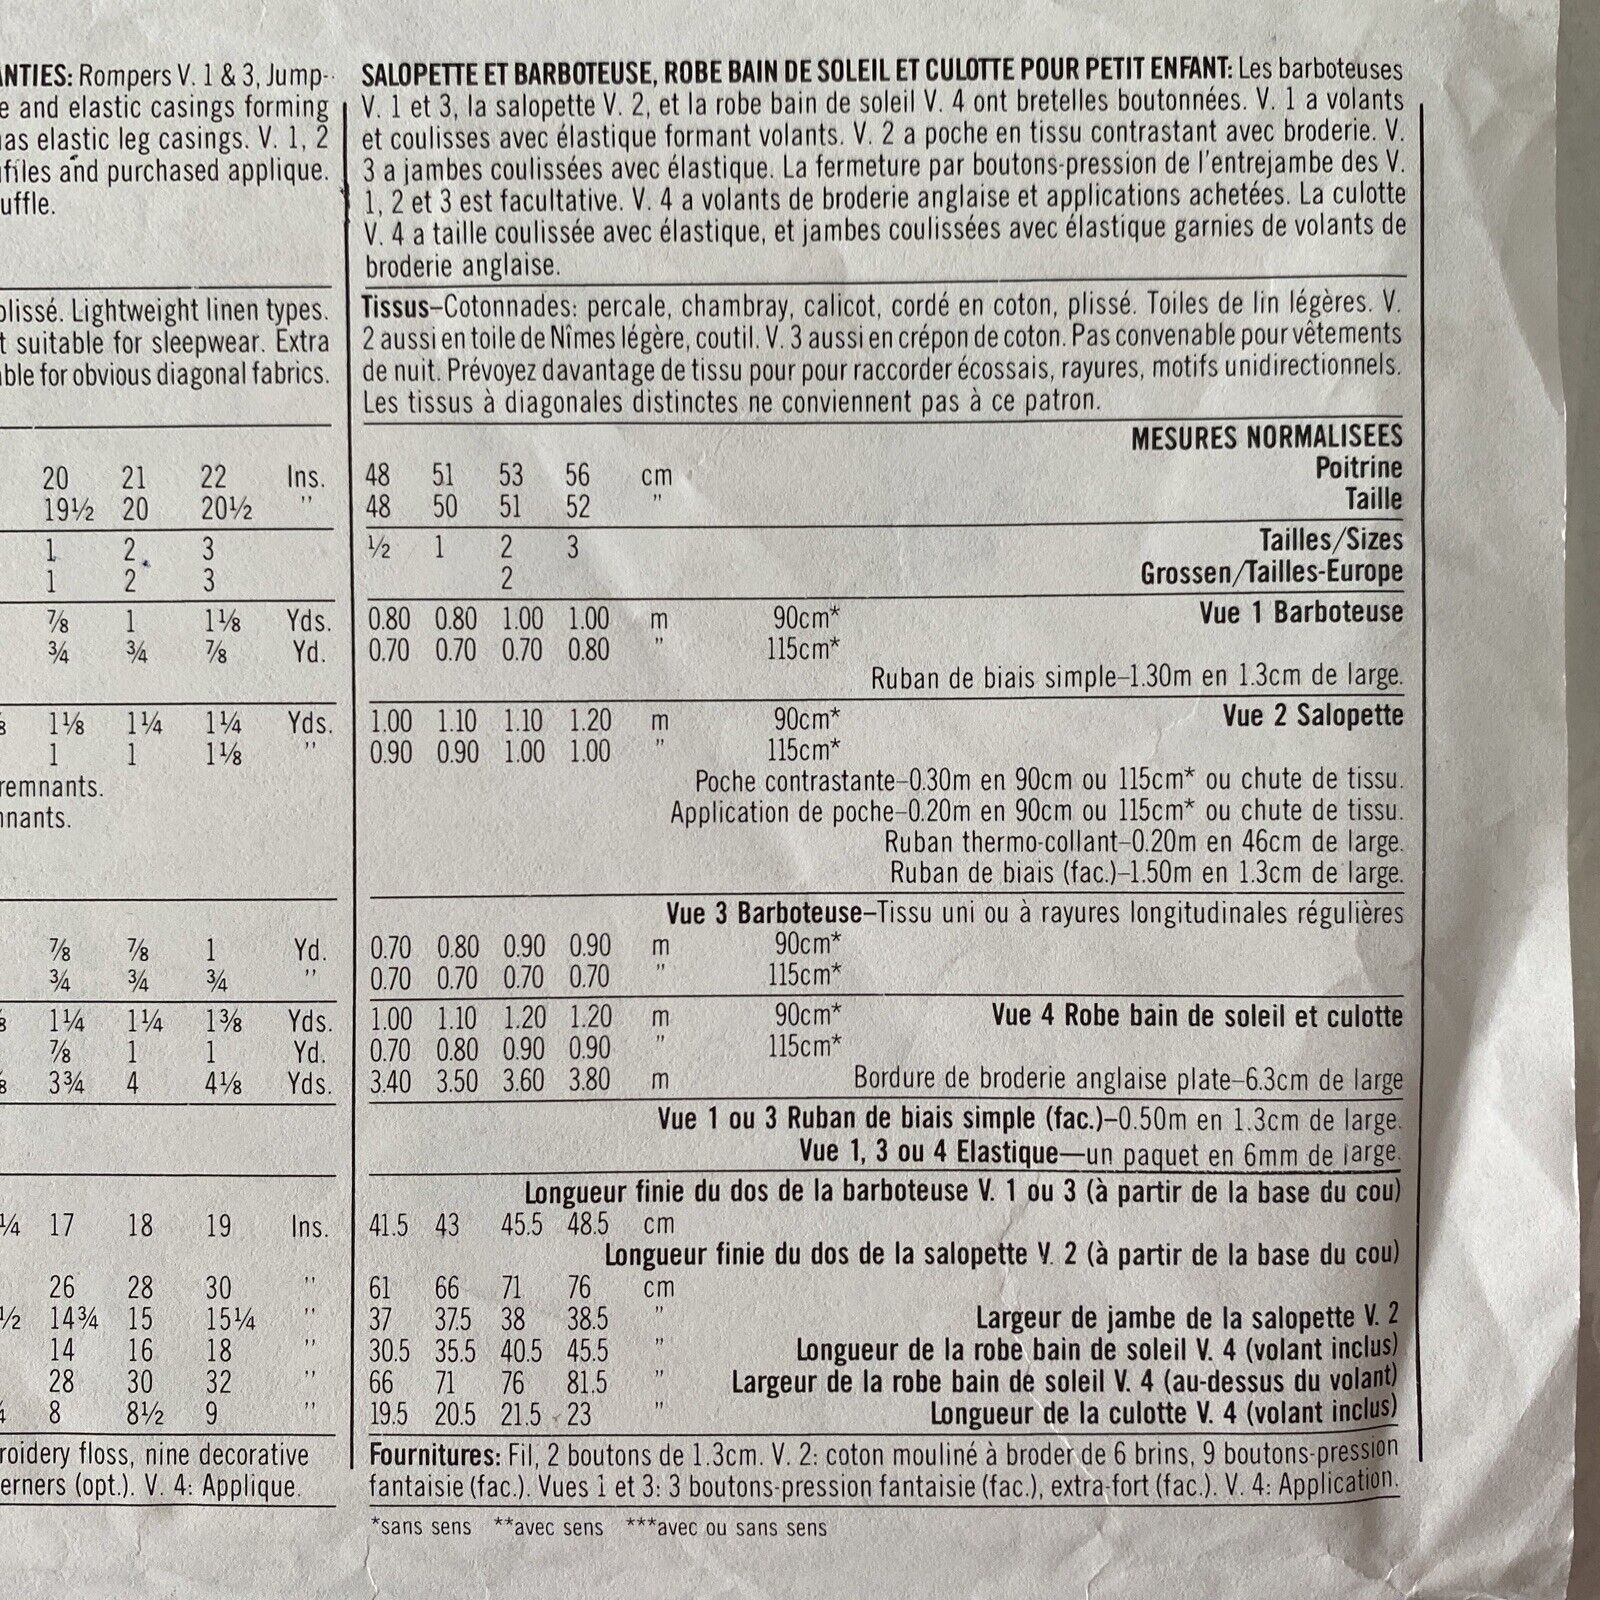 ANTIES: Rompers V. 1 & 3, Jump-
e and elastic casings forming
as elastic leg casings. V. 1, 2
ffles and purchased applique.
uffle.
plissé. Lightweight linen types.
t suitable for sleepwear. Extra
able for obvious diagonal fabrics.
20 21 22 Ins.
19½ 20 20½ "
1 2 3
1 2 3
⅞ 1 1⅛ Yds.
¾ ¾ ⅞ Yd.
1⅛ 1¼ 1¼ Yds.
1 1 1⅛ "
remnants.
nnants.
⅞ ⅞ 1 Yd.
¾ ¾ ¾ "
1¼ 1¼ 1⅜ Yds.
⅞ 1 1 Yd.
3¾ 4 4⅛ Yds.
¼ 17 18 19 Ins.
26 28 30 "
½ 14¾ 15 15¼ "
14 16 18 "
28 30 32 "
8 8½ 9 "
roidery floss, nine decorative
erners (opt.). V. 4: Applique.
SALOPETTE ET BARBOTEUSE, ROBE BAIN DE SOLEIL ET CULOTTE POUR PETIT ENFANT: Les barboteuses
V. 1 et 3, la salopette V. 2, et la robe bain de soleil V. 4 ont bretelles boutonnées. V. 1 a volants
et coulisses avec élastique formant volants. V. 2 a poche en tissu contrastant avec broderie. V.
3 a jambes coulissées avec élastique. La fermeture par boutons-pression de l'entrejambe des V.
1, 2 et 3 est facultative. V. 4 a volants de broderie anglaise et applications achetées. La culotte
V. 4 a taille coulissée avec élastique, et jambes coulissées avec élastique garnies de volants de
broderie anglaise.
Tissus–Cotonnades: percale, chambray, calicot, cordé en coton, plissé. Toiles de lin légères. V.
2 aussi en toile de Nîmes légère, coutil. V. 3 aussi en crépon de coton. Pas convenable pour vêtements
de nuit. Prévoyez davantage de tissu pour pour raccorder écossais, rayures, motifs unidirectionnels.
Les tissus à diagonales distinctes ne conviennent pas à ce patron.
MESURES NORMALISEES
48 51 53 56 cm Poitrine
48 50 51 52 " Taille
½ 1 2 3 Tailles/Sizes
2 Grossen/Tailles-Europe
0.80 0.80 1.00 1.00 m 90cm* Vue 1 Barboteuse
0.70 0.70 0.70 0.80 " 115cm*
Ruban de biais simple–1.30m en 1.3cm de large.
1.00 1.10 1.10 1.20 m 90cm* Vue 2 Salopette
0.90 0.90 1.00 1.00 " 115cm*
Poche contrastante–0.30m en 90cm ou 115cm* ou chute de tissu.
Application de poche–0.20m en 90cm ou 115cm* ou chute de tissu.
Ruban thermo-collant–0.20m en 46cm de large.
Ruban de biais (fac.)–1.50m en 1.3cm de large.
Vue 3 Barboteuse–Tissu uni ou à rayures longitudinales régulières
0.70 0.80 0.90 0.90 m 90cm*
0.70 0.70 0.70 0.70 " 115cm*
1.00 1.10 1.20 1.20 m 90cm* Vue 4 Robe bain de soleil et culotte
0.70 0.80 0.90 0.90 " 115cm*
3.40 3.50 3.60 3.80 m Bordure de broderie anglaise plate–6.3cm de large
Vue 1 ou 3 Ruban de biais simple (fac.)–0.50m en 1.3cm de large.
Vue 1, 3 ou 4 Elastique—un paquet en 6mm de large.
Longueur finie du dos de la barboteuse V. 1 ou 3 (à partir de la base du cou)
41.5 43 45.5 48.5 cm
Longueur finie du dos de la salopette V. 2 (à partir de la base du cou)
61 66 71 76 cm
37 37.5 38 38.5 " Largeur de jambe de la salopette V. 2
30.5 35.5 40.5 45.5 " Longueur de la robe bain de soleil V. 4 (volant inclus)
66 71 76 81.5 " Largeur de la robe bain de soleil V. 4 (au-dessus du volant)
19.5 20.5 21.5 23 " Longueur de la culotte V. 4 (volant inclus)
Fournitures: Fil, 2 boutons de 1.3cm. V. 2: coton mouliné à broder de 6 brins, 9 boutons-pression
fantaisie (fac.). Vues 1 et 3: 3 boutons-pression fantaisie (fac.), extra-fort (fac.). V. 4: Application.
*sans sens **avec sens ***avec ou sans sens